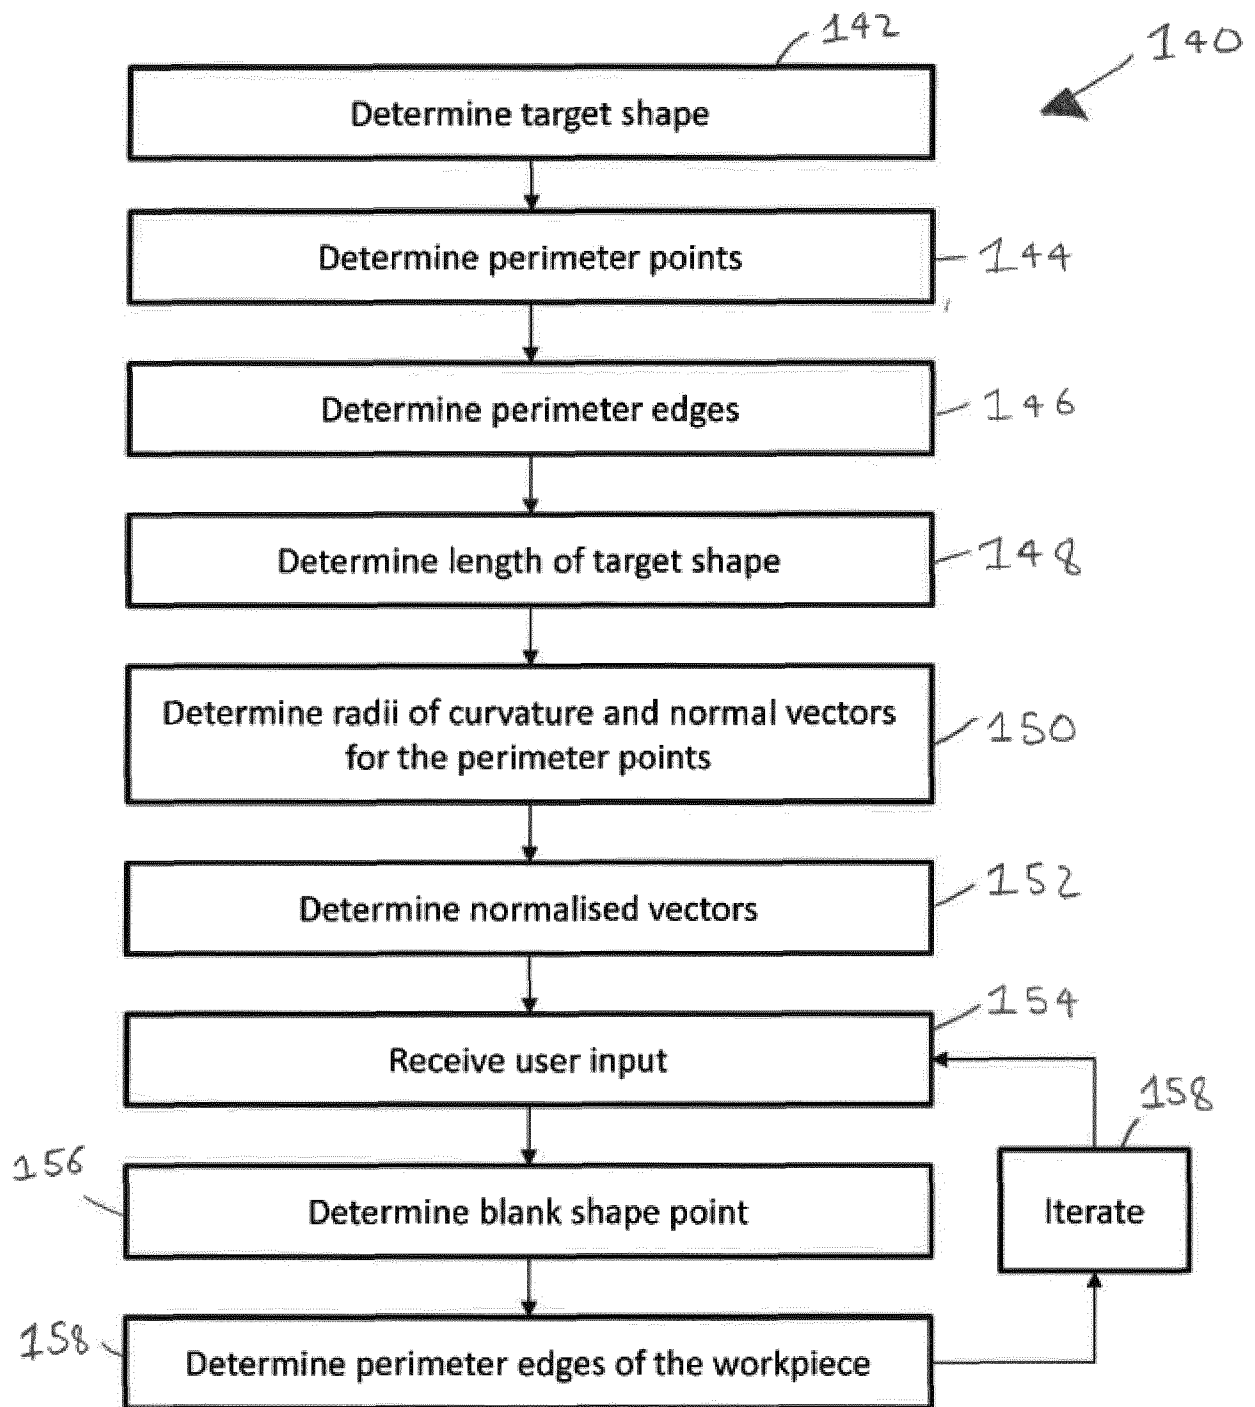 142
140
Determine target shape
Determine perimeter points
144
Determine perimeter edges
146
Determine length of target shape
148
Determine radii of curvature and normal vectors
for the perimeter points
150
Determine normalised vectors
152
154
Receive user input
158
156
Determine blank shape point
Iterate
158
Determine perimeter edges of the workpiece